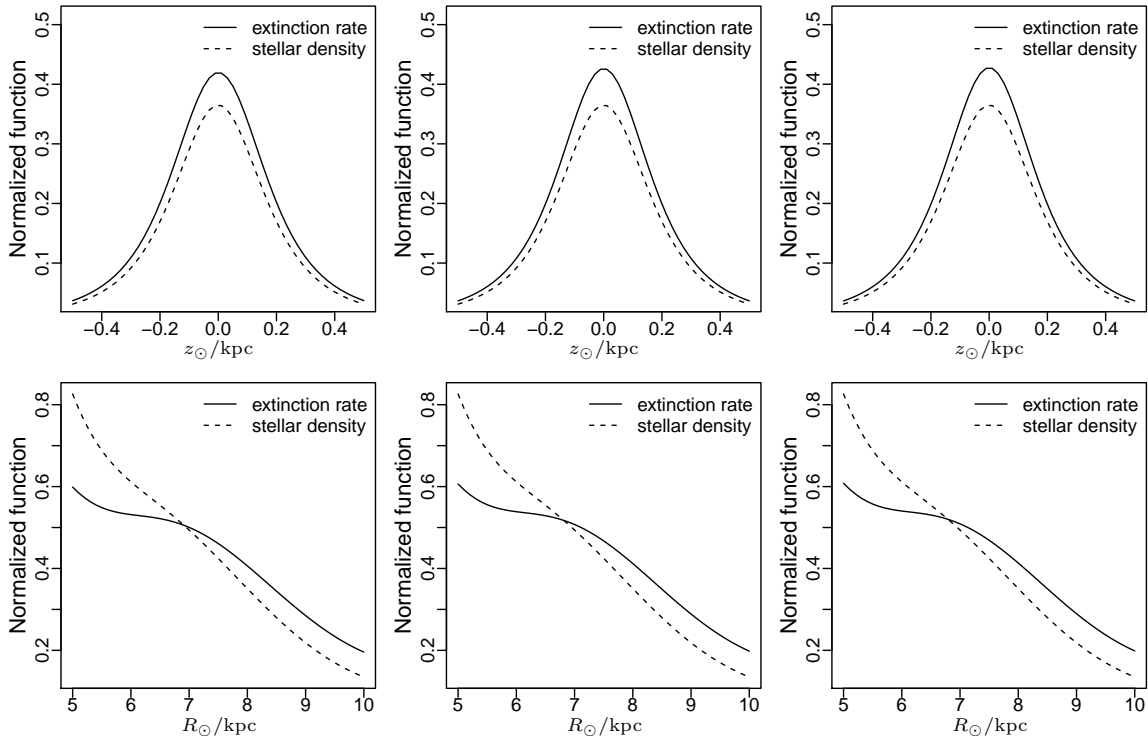 extinction rate
stellar density
Normalized function
0.1 0.2 0.3 0.4 0.5
−0.4 −0.2 0.0 0.2 0.4
z⊙/kpc
extinction rate
stellar density
Normalized function
0.1 0.2 0.3 0.4 0.5
−0.4 −0.2 0.0 0.2 0.4
z⊙/kpc
extinction rate
stellar density
Normalized function
0.1 0.2 0.3 0.4 0.5
−0.4 −0.2 0.0 0.2 0.4
z⊙/kpc
extinction rate
stellar density
Normalized function
0.2 0.4 0.6 0.8
5 6 7 8 9 10
R⊙/kpc
extinction rate
stellar density
Normalized function
0.2 0.4 0.6 0.8
5 6 7 8 9 10
R⊙/kpc
extinction rate
stellar density
Normalized function
0.2 0.4 0.6 0.8
5 6 7 8 9 10
R⊙/kpc